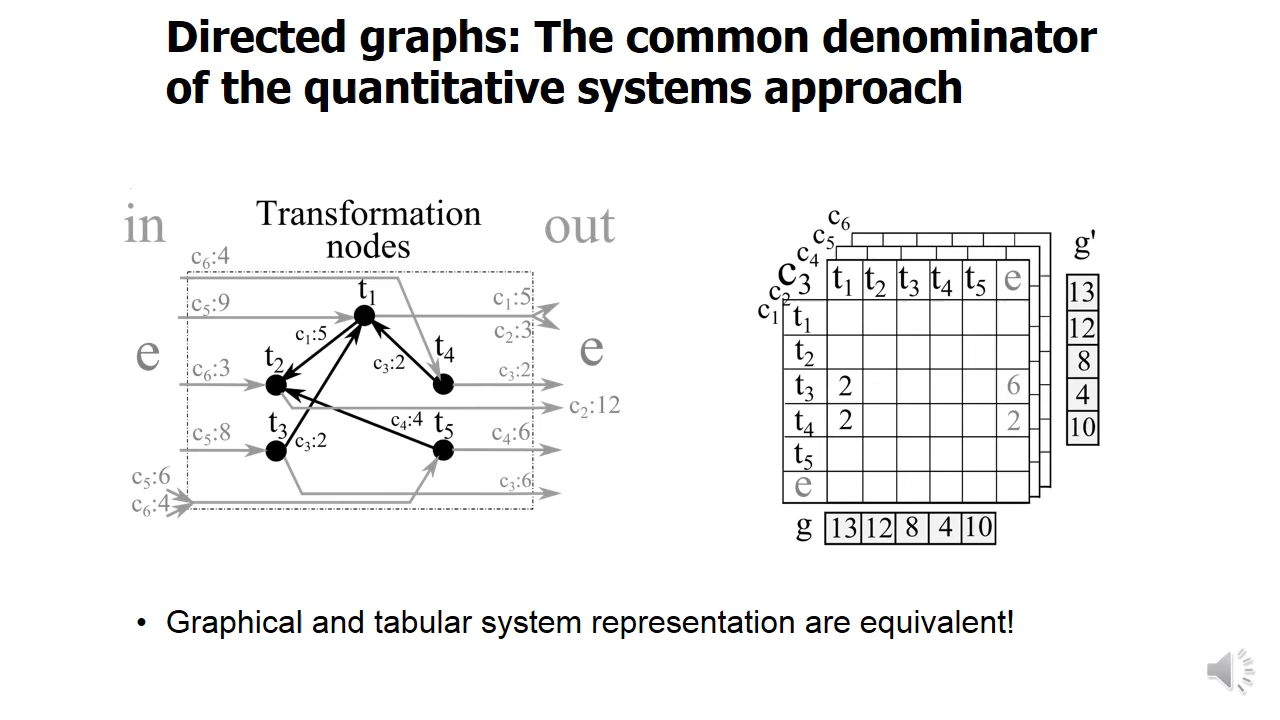 Directed graphs: The common denominator
of the quantitative systems approach
in
Transformation
nodes
out
e
e
c6:4
c5:9
c6:3
c5:8
c5:6
c6:4
t1
t2
t3
t4
t5
c1:5
c3:2
c3:2
c4:4
c1:5
c2:3
c3:2
c2:12
c4:6
c3:6
c6
c5
c4
c3
c2
c1
t1 t2 t3 t4 t5 e
t1
t2
t3 2 6
t4 2 2
t5
e
g'
13
12
8
4
10
g 13 12 8 4 10
• Graphical and tabular system representation are equivalent!